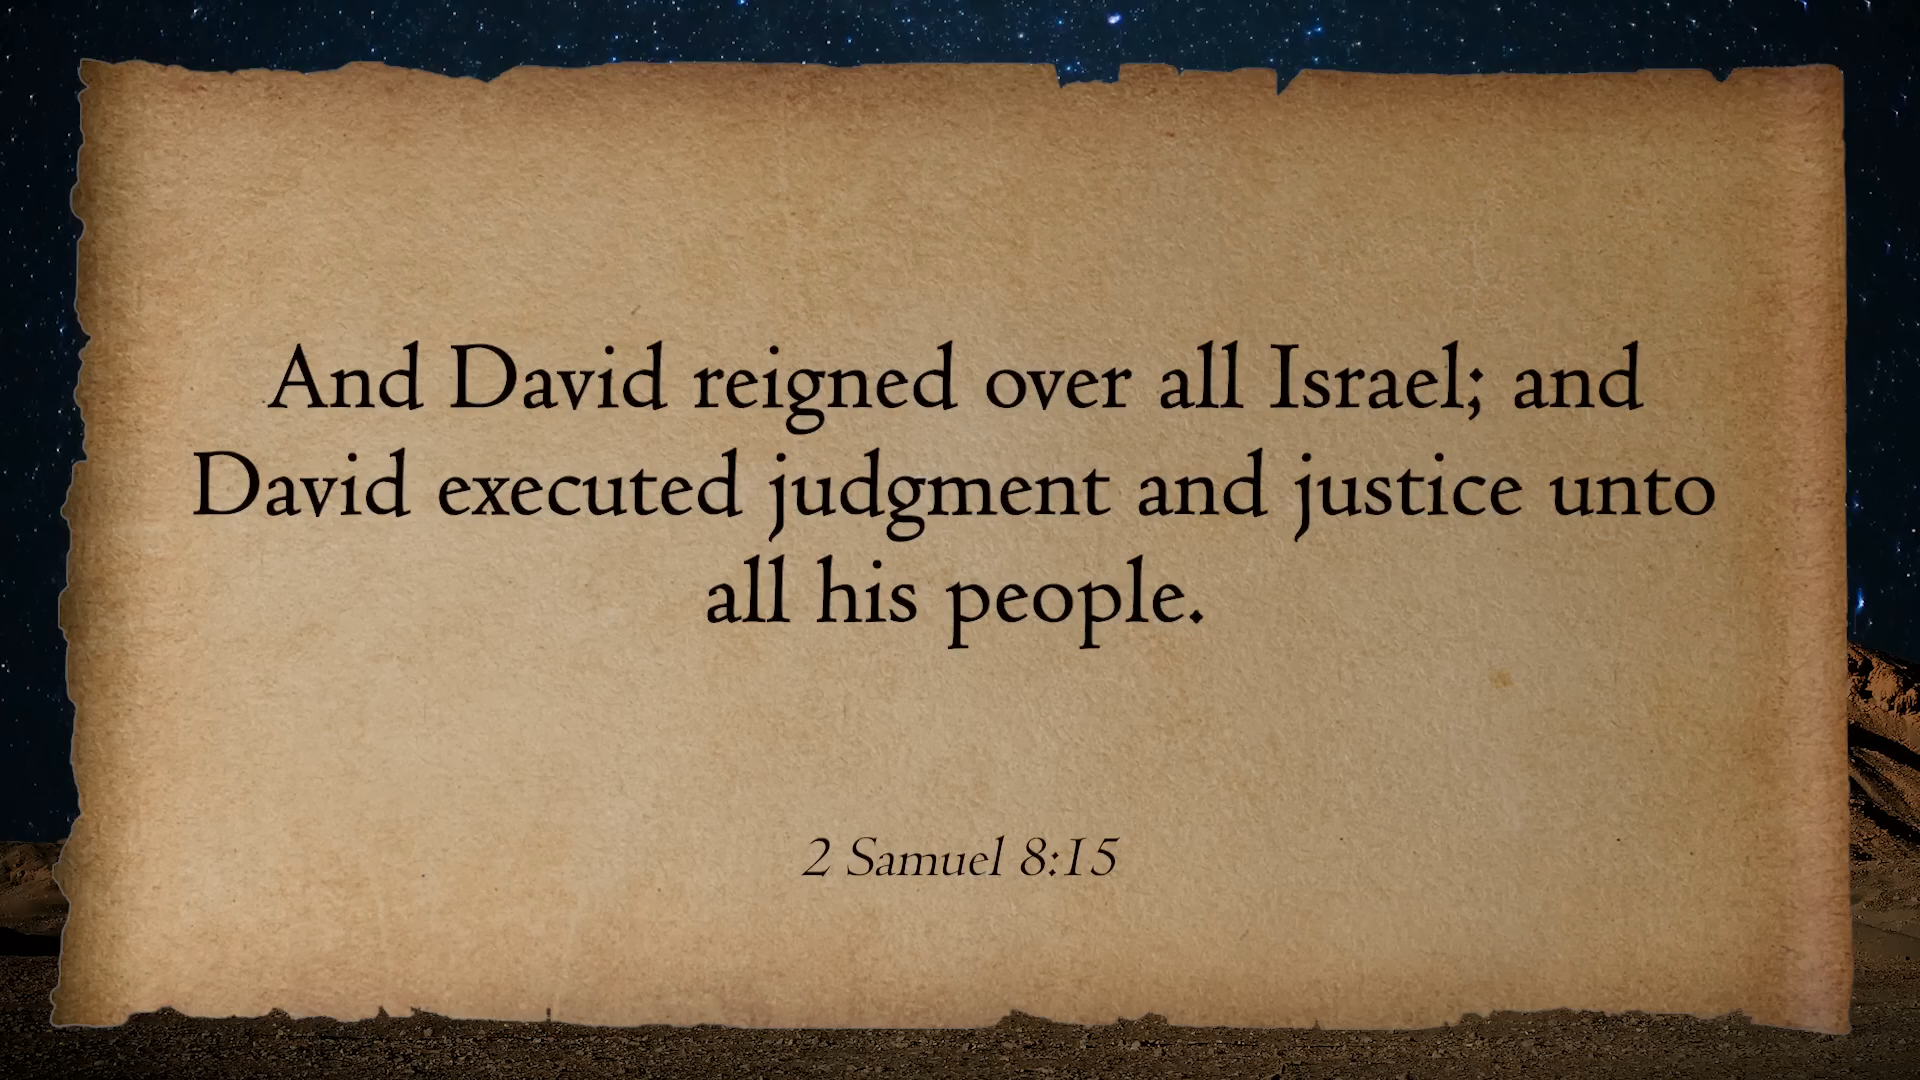 And David reigned over all Israel; and
David executed judgment and justice unto
all his people.
2 Samuel 8:15